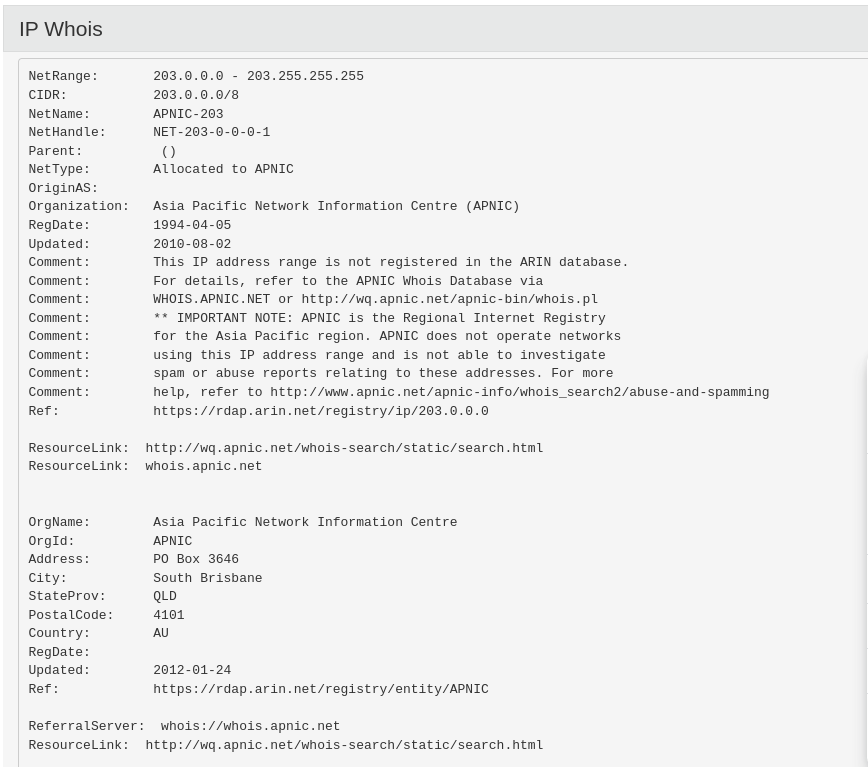 IP Whois
NetRange:       203.0.0.0 - 203.255.255.255
CIDR:           203.0.0.0/8
NetName:        APNIC-203
NetHandle:      NET-203-0-0-0-1
Parent:          ()
NetType:        Allocated to APNIC
OriginAS:
Organization:   Asia Pacific Network Information Centre (APNIC)
RegDate:        1994-04-05
Updated:        2010-08-02
Comment:        This IP address range is not registered in the ARIN database.
Comment:        For details, refer to the APNIC Whois Database via
Comment:        WHOIS.APNIC.NET or http://wq.apnic.net/apnic-bin/whois.pl
Comment:        ** IMPORTANT NOTE: APNIC is the Regional Internet Registry
Comment:        for the Asia Pacific region. APNIC does not operate networks
Comment:        using this IP address range and is not able to investigate
Comment:        spam or abuse reports relating to these addresses. For more
Comment:        help, refer to http://www.apnic.net/apnic-info/whois_search2/abuse-and-spamming
Ref:            https://rdap.arin.net/registry/ip/203.0.0.0
ResourceLink:  http://wq.apnic.net/whois-search/static/search.html
ResourceLink:  whois.apnic.net
OrgName:        Asia Pacific Network Information Centre
OrgId:          APNIC
Address:        PO Box 3646
City:           South Brisbane
StateProv:      QLD
PostalCode:     4101
Country:        AU
RegDate:
Updated:        2012-01-24
Ref:            https://rdap.arin.net/registry/entity/APNIC
ReferralServer:  whois://whois.apnic.net
ResourceLink:  http://wq.apnic.net/whois-search/static/search.html